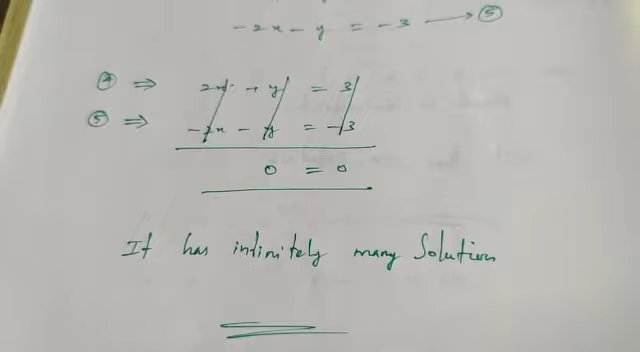 -2x - y = -3 → ⑤
④ ⇒ 2x + y = 3
⑤ ⇒ -2x - y = -3
0 = 0
It has infinitely many Solution